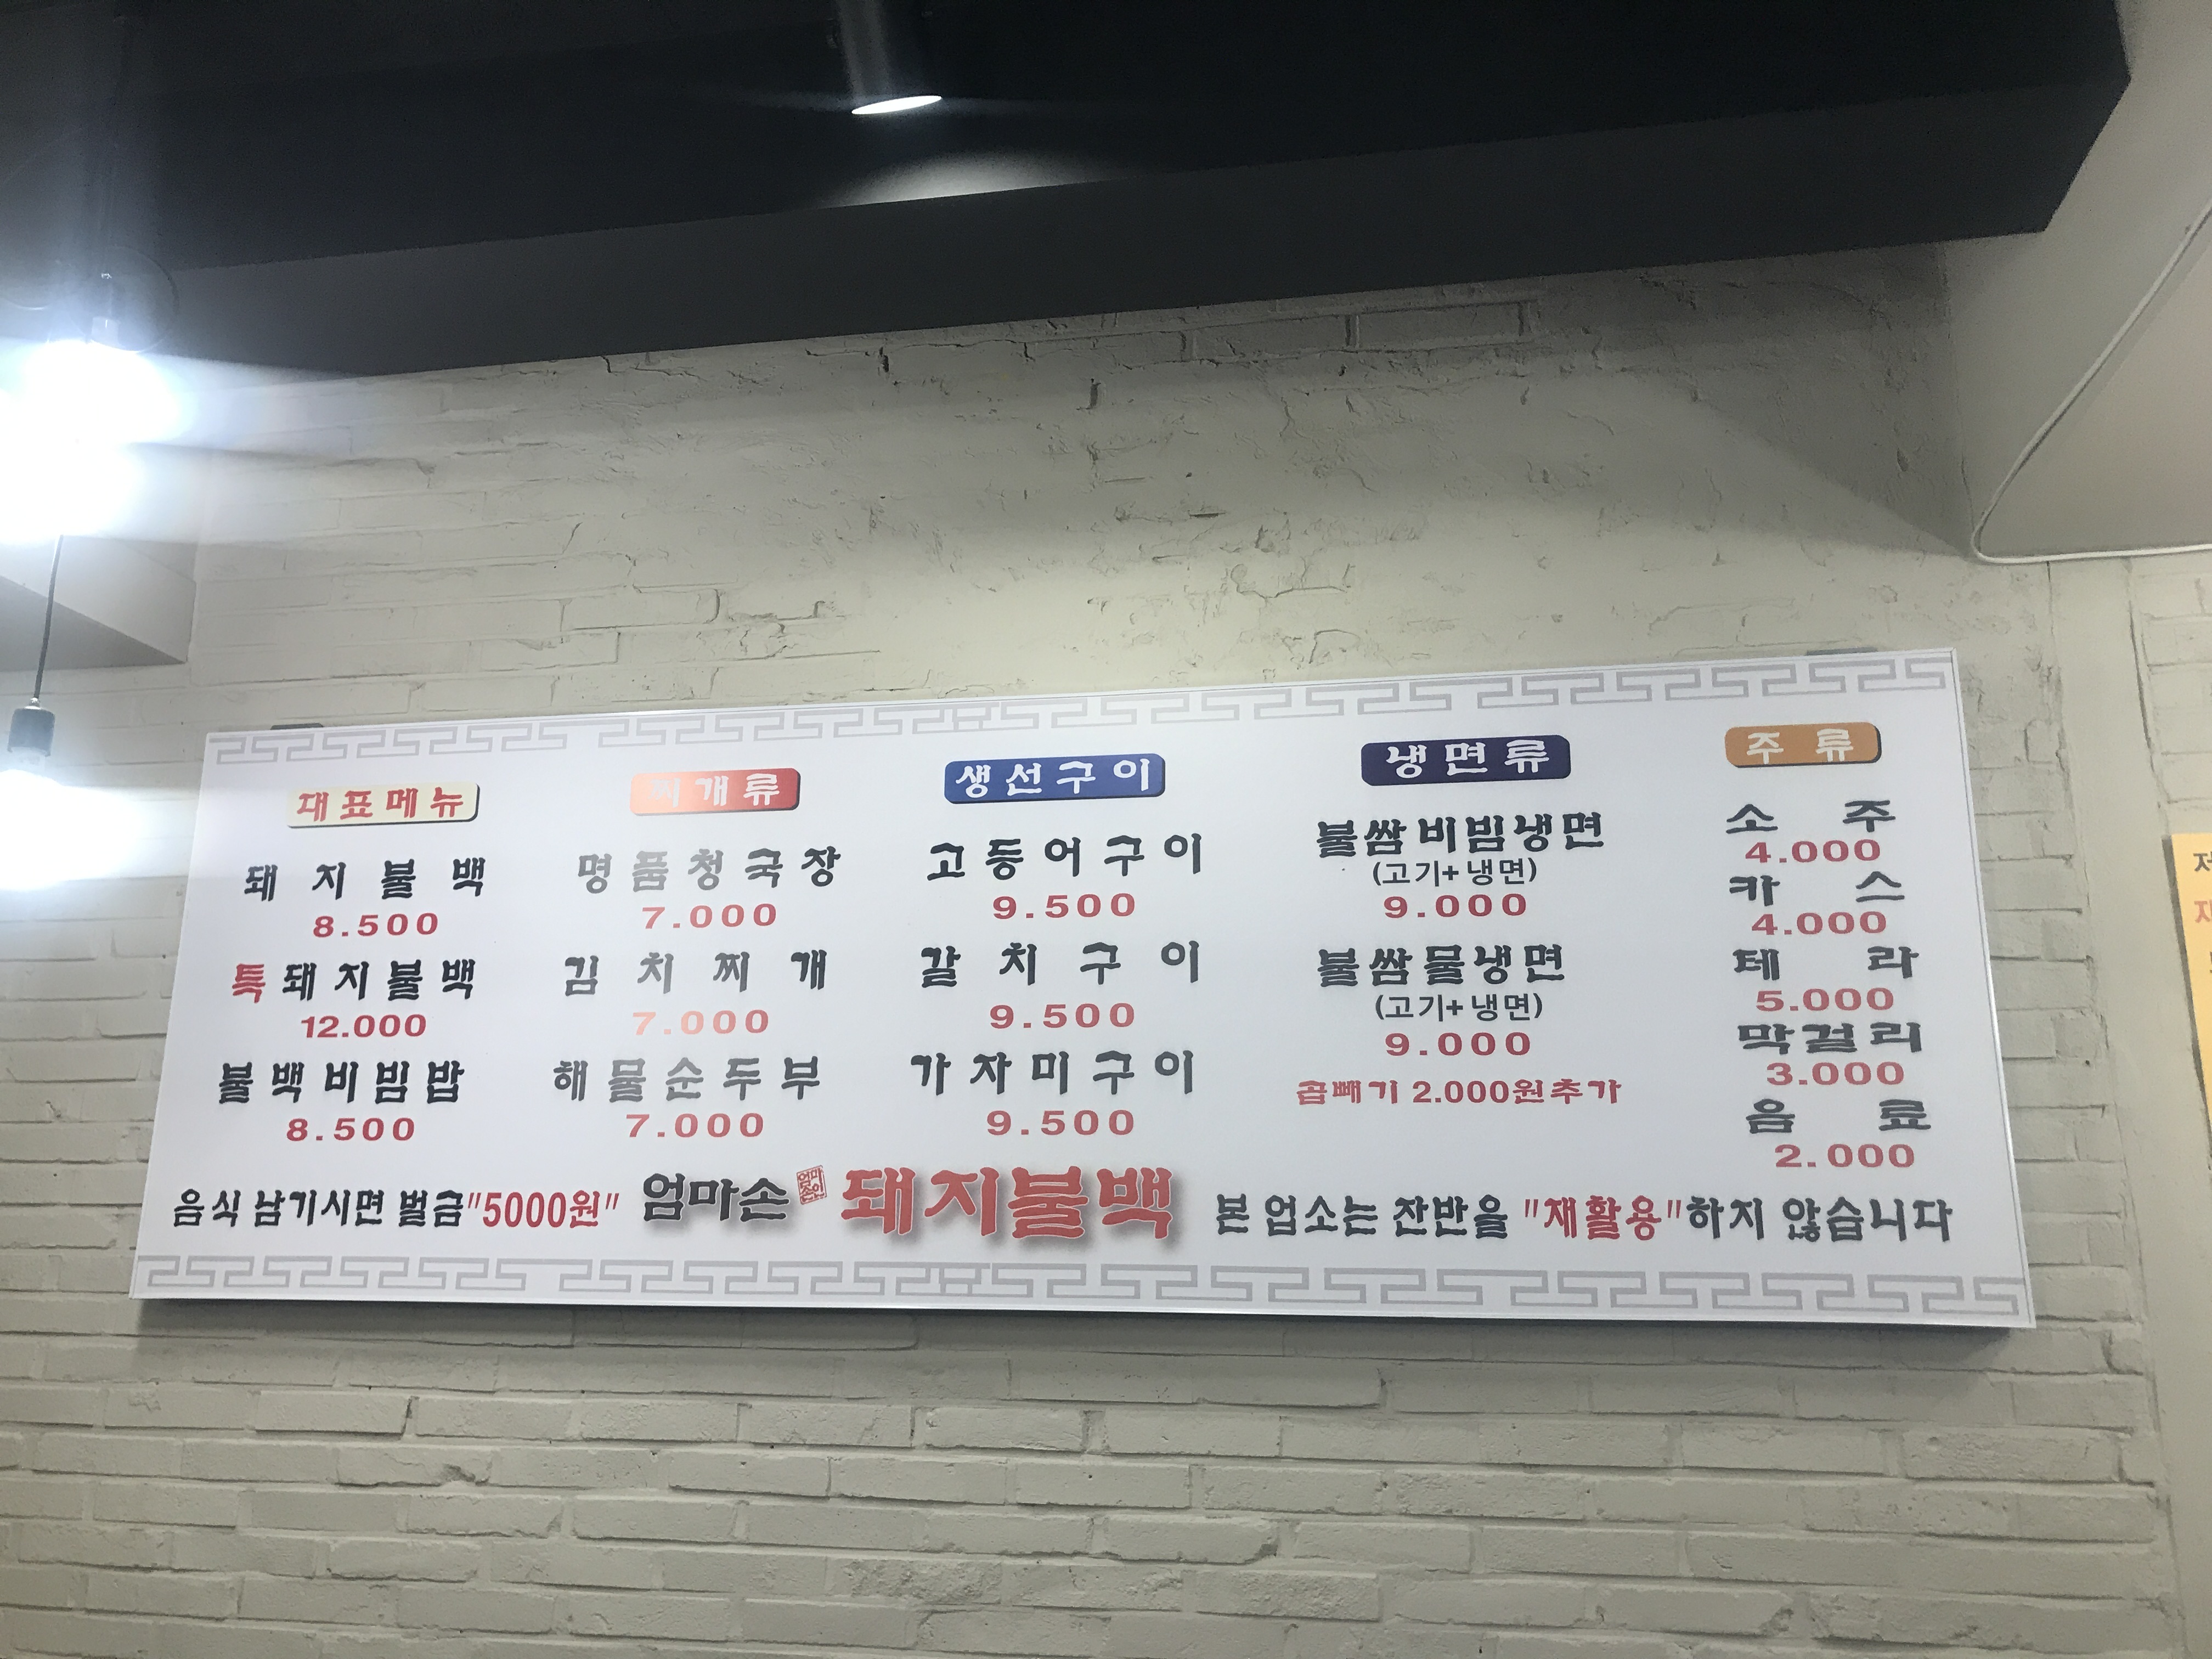 대표메뉴
돼지불백
8.500
특돼지불백
12.000
불백비빔밥
8.500
찌개류
명품청국장
7.000
김치찌개
7.000
해물순두부
7.000
생선구이
고등어구이
9.500
갈치구이
9.500
가자미구이
9.500
냉면류
불쌈비빔냉면
(고기+냉면)
9.000
불쌈물냉면
(고기+냉면)
9.000
곱빼기 2.000원추가
주류
소주
4.000
카스
4.000
테라
5.000
막걸리
3.000
음료
2.000
음식 남기시면 벌금"5000원"
엄마손 돼지불백
본 업소는 잔반을 "재활용"하지 않습니다